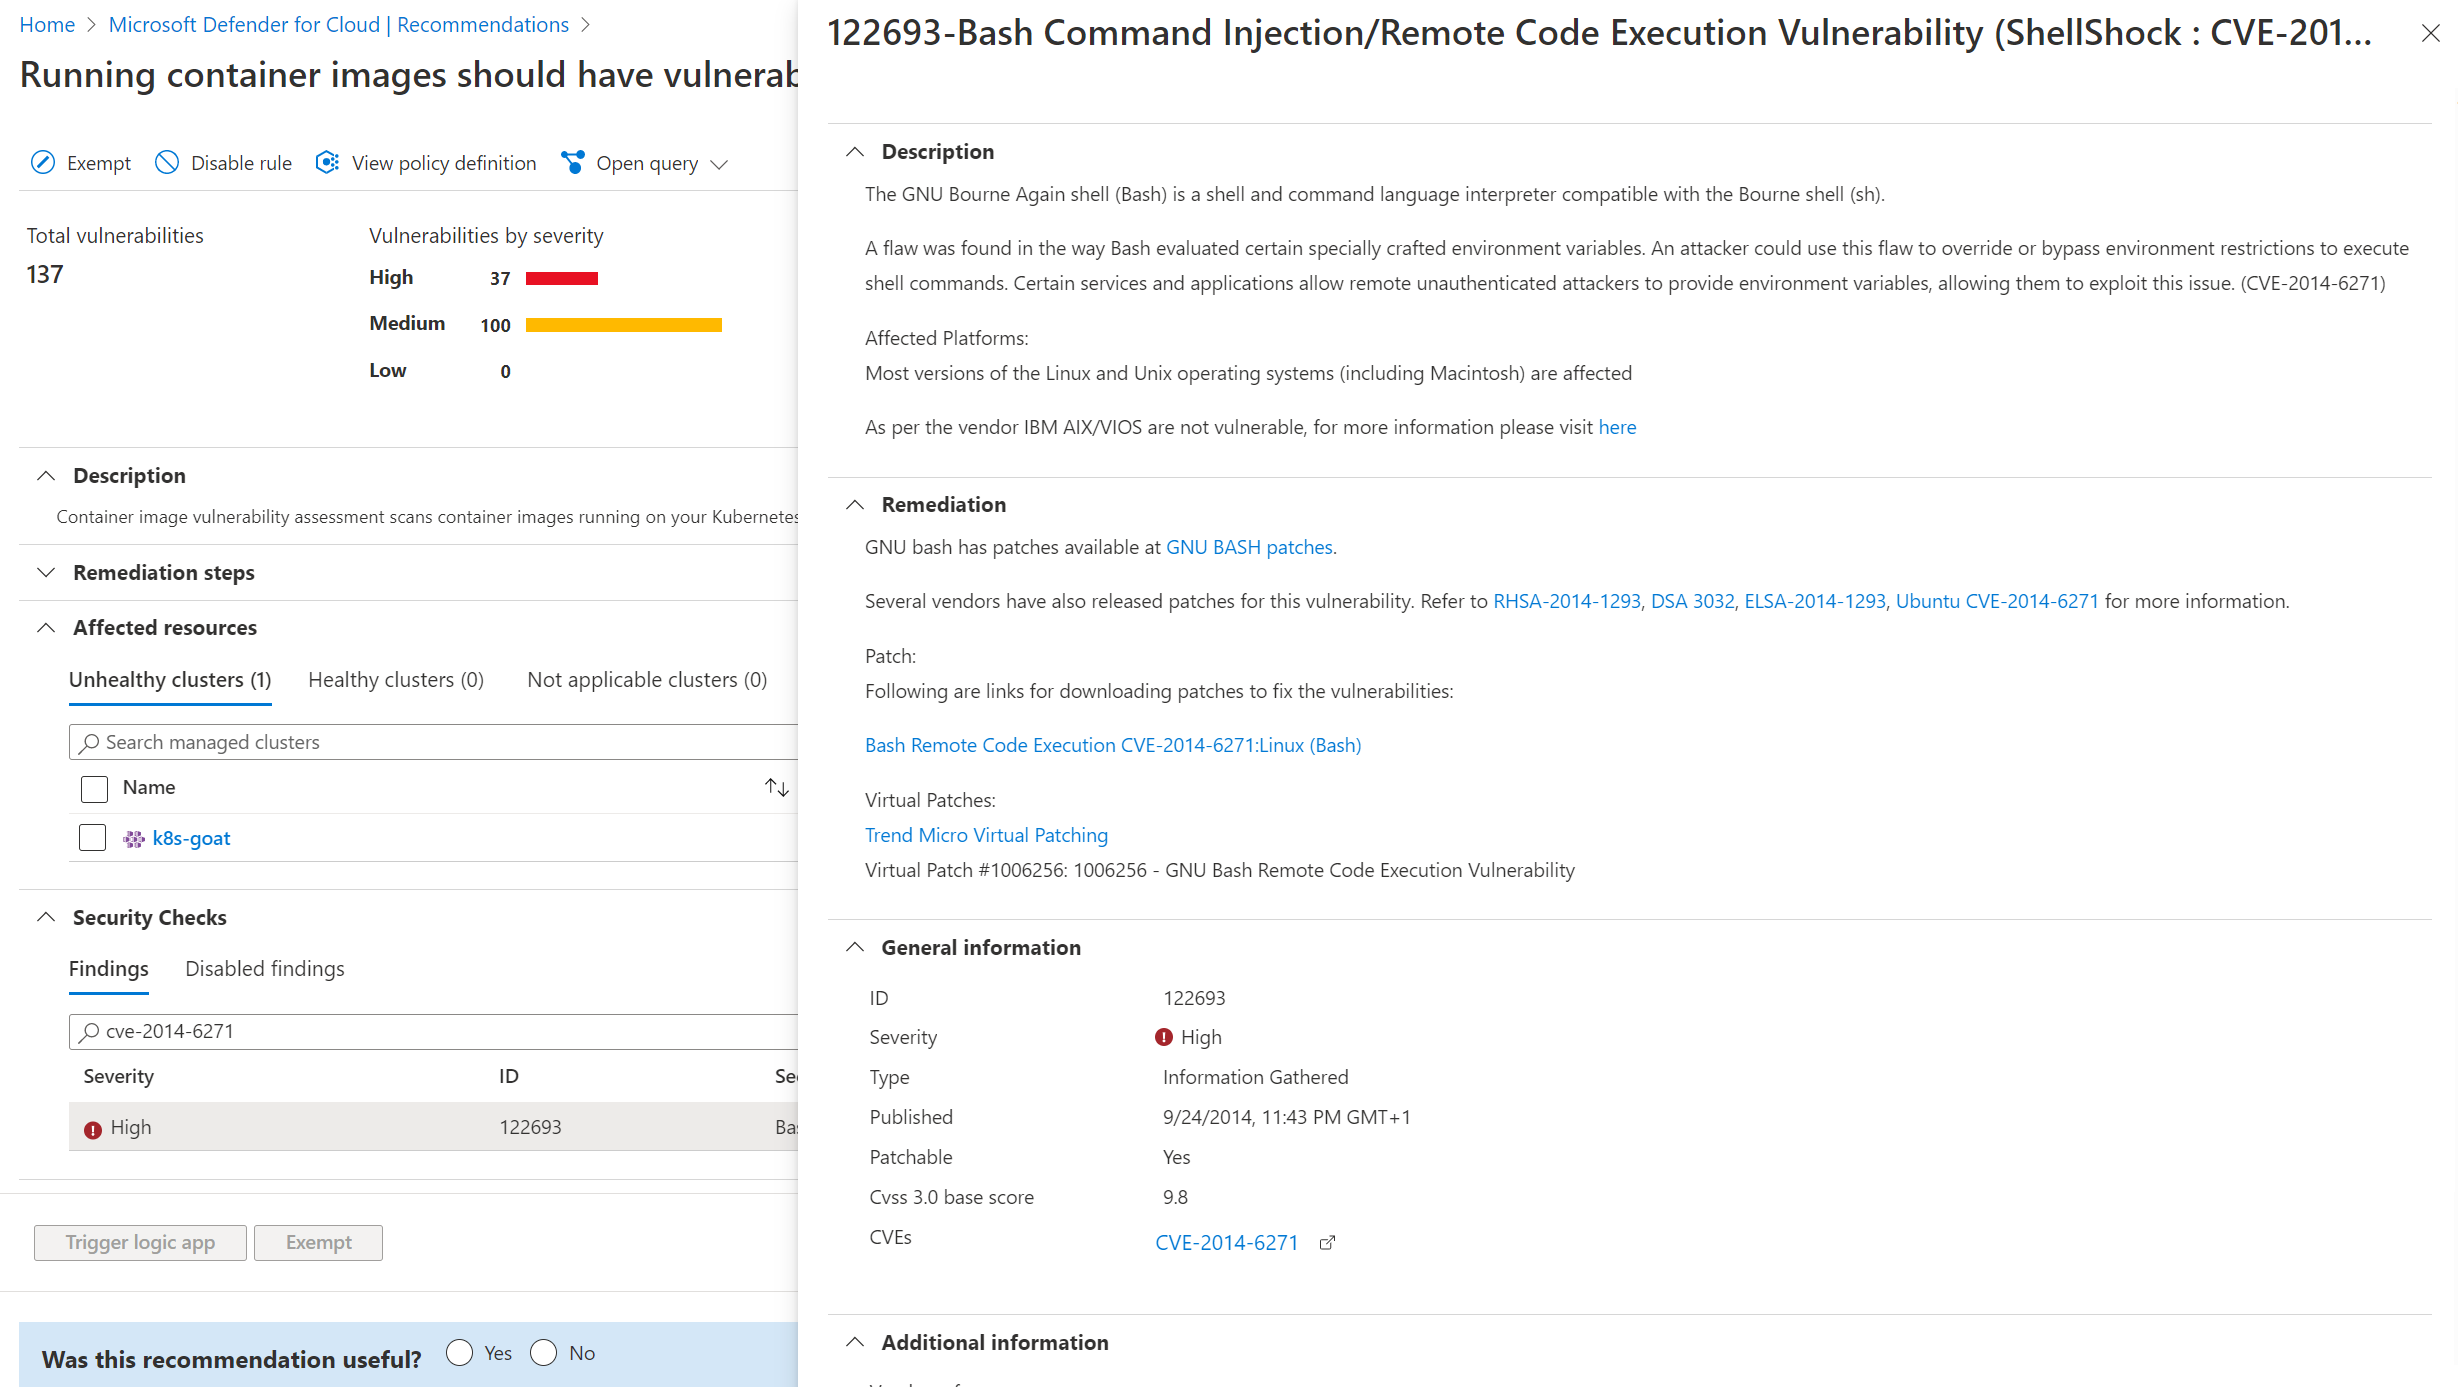 Home > Microsoft Defender for Cloud | Recommendations >
Running container images should have vulnerab
Exempt Disable rule View policy definition Open query
Total vulnerabilities
137
Vulnerabilities by severity
High 37
Medium 100
Low 0
Description
Container image vulnerability assessment scans container images running on your Kubernetes
Remediation steps
Affected resources
Unhealthy clusters (1) Healthy clusters (0) Not applicable clusters (0)
Search managed clusters
Name
k8s-goat
Security Checks
Findings Disabled findings
cve-2014-6271
Severity ID Sec
High 122693 Bas
Trigger logic app Exempt
Was this recommendation useful? Yes No
122693-Bash Command Injection/Remote Code Execution Vulnerability (ShellShock : CVE-201...
Description
The GNU Bourne Again shell (Bash) is a shell and command language interpreter compatible with the Bourne shell (sh).
A flaw was found in the way Bash evaluated certain specially crafted environment variables. An attacker could use this flaw to override or bypass environment restrictions to execute
shell commands. Certain services and applications allow remote unauthenticated attackers to provide environment variables, allowing them to exploit this issue. (CVE-2014-6271)
Affected Platforms:
Most versions of the Linux and Unix operating systems (including Macintosh) are affected
As per the vendor IBM AIX/VIOS are not vulnerable, for more information please visit here
Remediation
GNU bash has patches available at GNU BASH patches.
Several vendors have also released patches for this vulnerability. Refer to RHSA-2014-1293, DSA 3032, ELSA-2014-1293, Ubuntu CVE-2014-6271 for more information.
Patch:
Following are links for downloading patches to fix the vulnerabilities:
Bash Remote Code Execution CVE-2014-6271:Linux (Bash)
Virtual Patches:
Trend Micro Virtual Patching
Virtual Patch #1006256: 1006256 - GNU Bash Remote Code Execution Vulnerability
General information
ID 122693
Severity High
Type Information Gathered
Published 9/24/2014, 11:43 PM GMT+1
Patchable Yes
Cvss 3.0 base score 9.8
CVEs CVE-2014-6271
Additional information